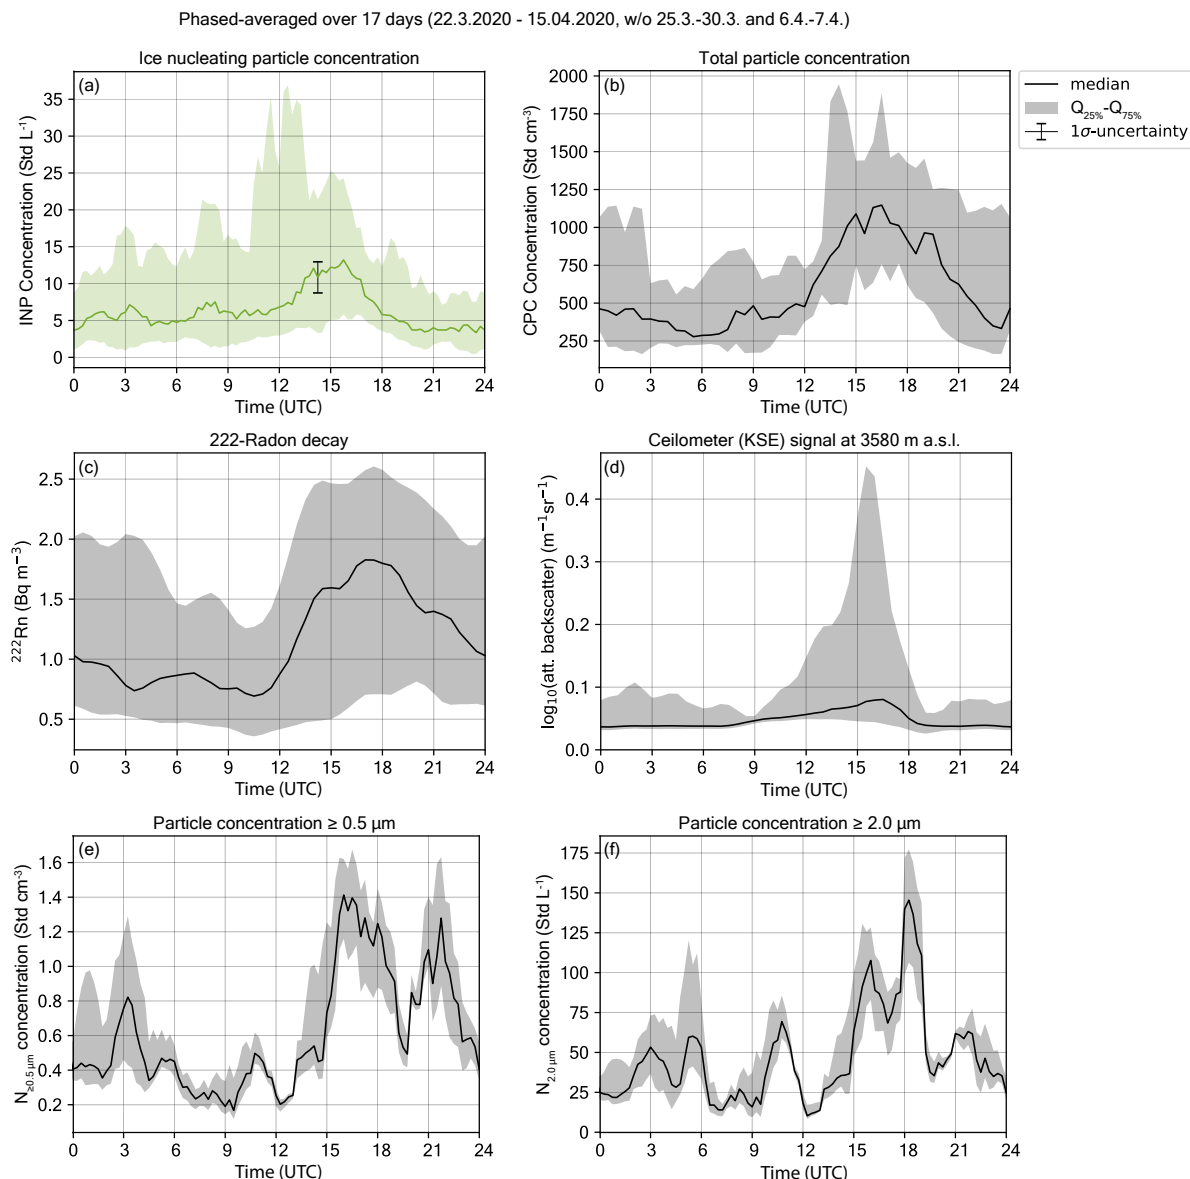 Phased-averaged over 17 days (22.3.2020 - 15.04.2020, w/o 25.3.-30.3. and 6.4.-7.4.)
Ice nucleating particle concentration
(a)
INP Concentration (Std L⁻¹)
35
30
25
20
15
10
5
0
0 3 6 9 12 15 18 21 24
Time (UTC)
Total particle concentration
(b)
CPC Concentration (Std cm⁻³)
2000
1750
1500
1250
1000
750
500
250
0 3 6 9 12 15 18 21 24
Time (UTC)
median
Q25%-Q75%
1σ-uncertainty
222-Radon decay
(c)
²²²Rn (Bq m⁻³)
2.5
2.0
1.5
1.0
0.5
0 3 6 9 12 15 18 21 24
Time (UTC)
Ceilometer (KSE) signal at 3580 m a.s.l.
(d)
log₁₀(att. backscatter) (m⁻¹sr⁻¹)
0.4
0.3
0.2
0.1
0.0
0 3 6 9 12 15 18 21 24
Time (UTC)
Particle concentration ≥ 0.5 µm
(e)
N≥0.5 µm concentration (Std cm⁻³)
1.6
1.4
1.2
1.0
0.8
0.6
0.4
0.2
0 3 6 9 12 15 18 21 24
Time (UTC)
Particle concentration ≥ 2.0 µm
(f)
N2.0 µm concentration (Std L⁻¹)
175
150
125
100
75
50
25
0
0 3 6 9 12 15 18 21 24
Time (UTC)